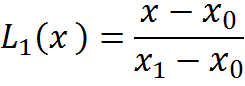 L₁(x) = (x − x₀) / (x₁ − x₀)